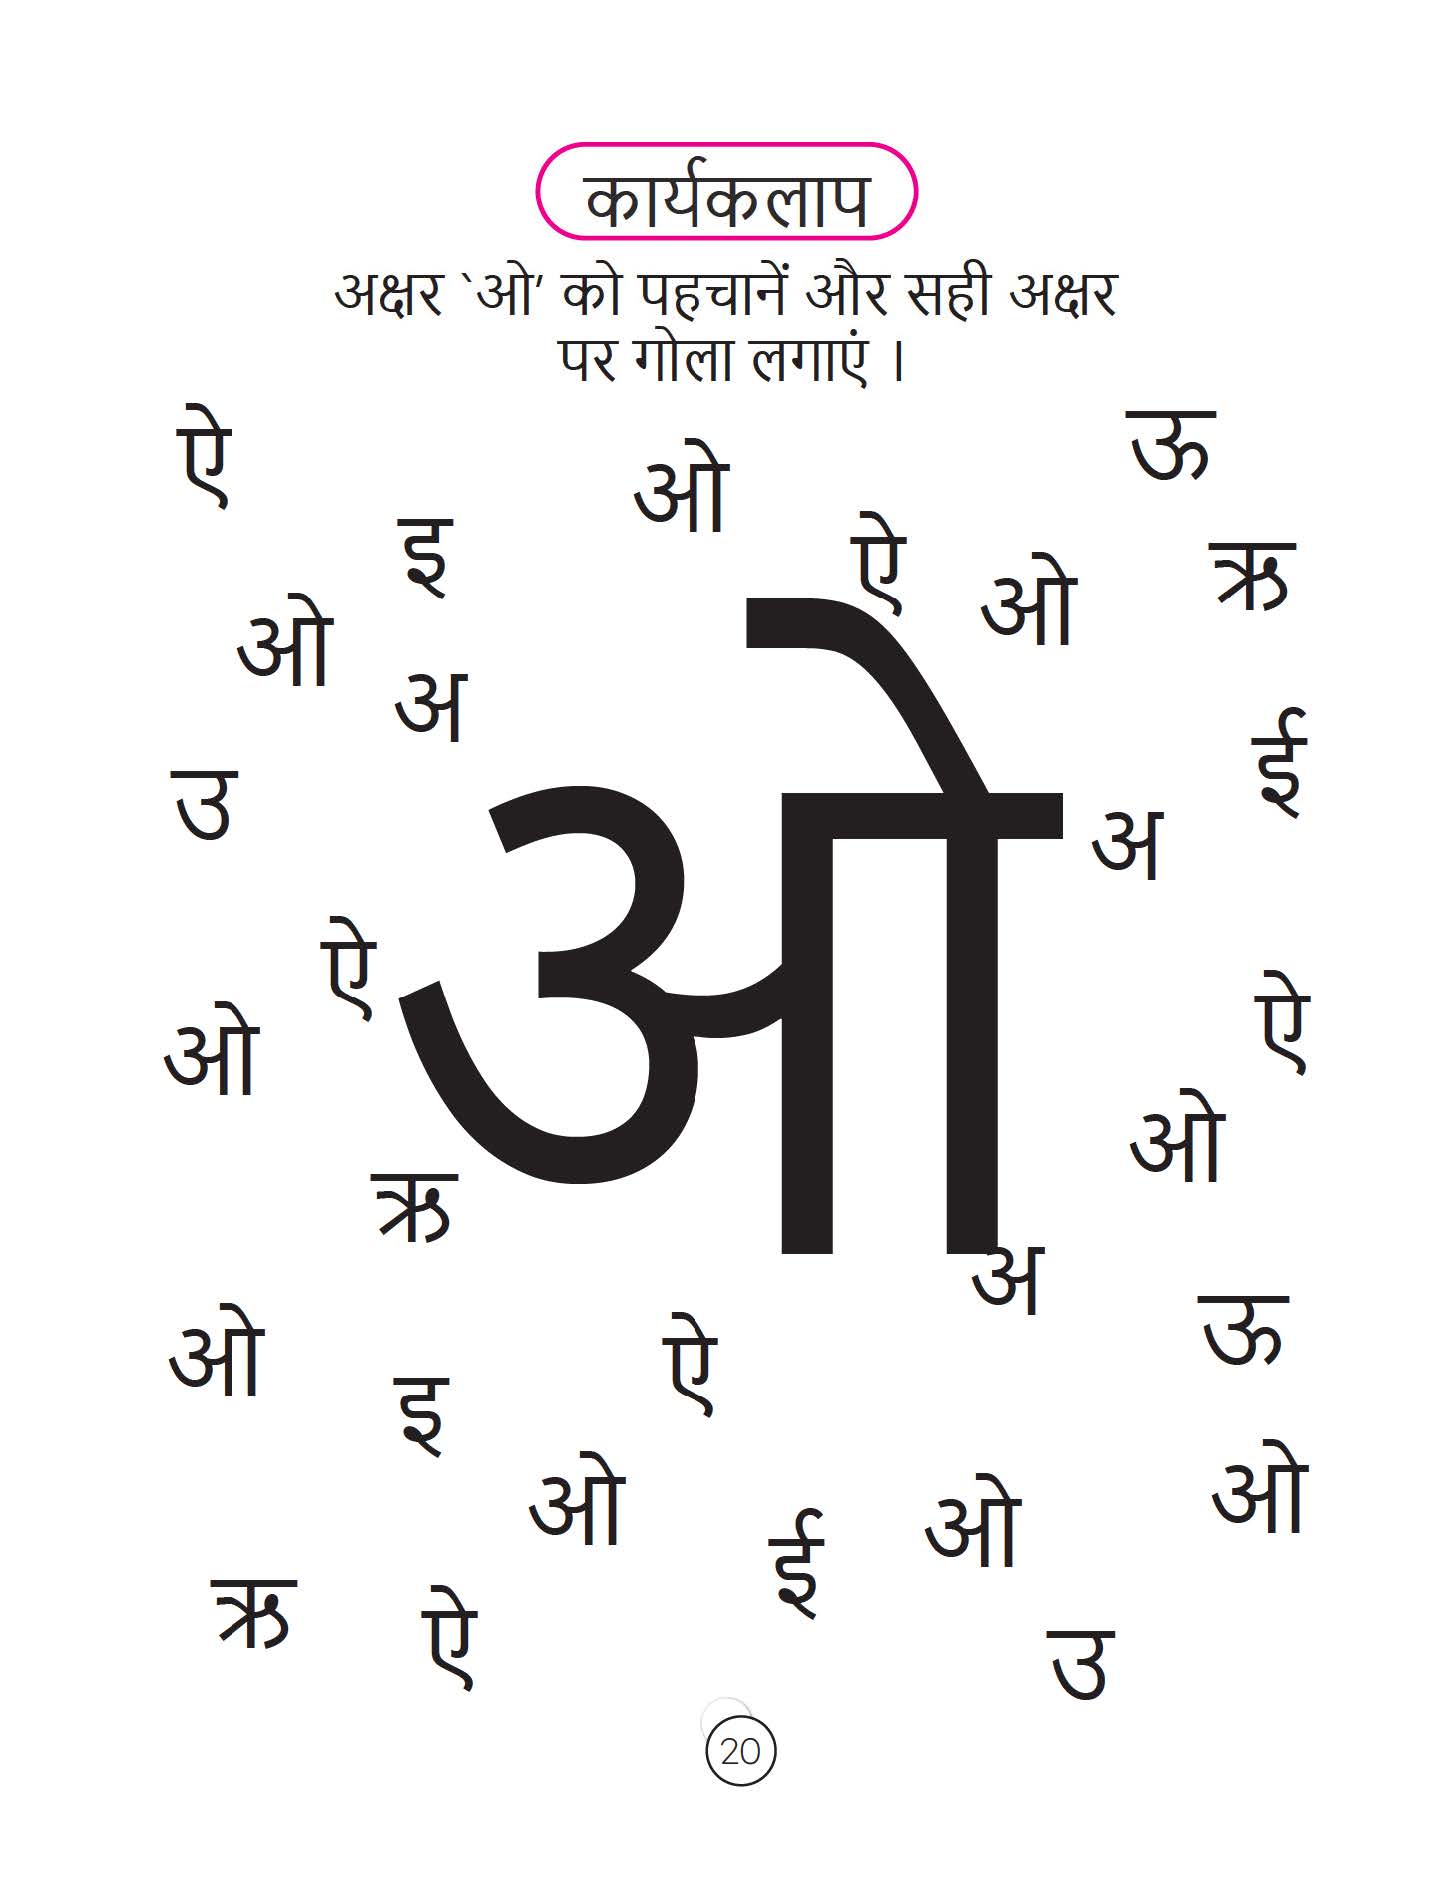 कार्यकलाप
अक्षर `ओ' को पहचानें और सही अक्षर
पर गोला लगाएं ।
ऐ
ऊ
ओ
इ
ऐ
ऋ
ओ
ओ
अ
ई
उ
अ
ओ
ऐ
ऐ
ओ
ओ
ऋ
अ
ऊ
ओ
ऐ
इ
ओ
ओ
ओ
ई
ऋ
ऐ
उ
20